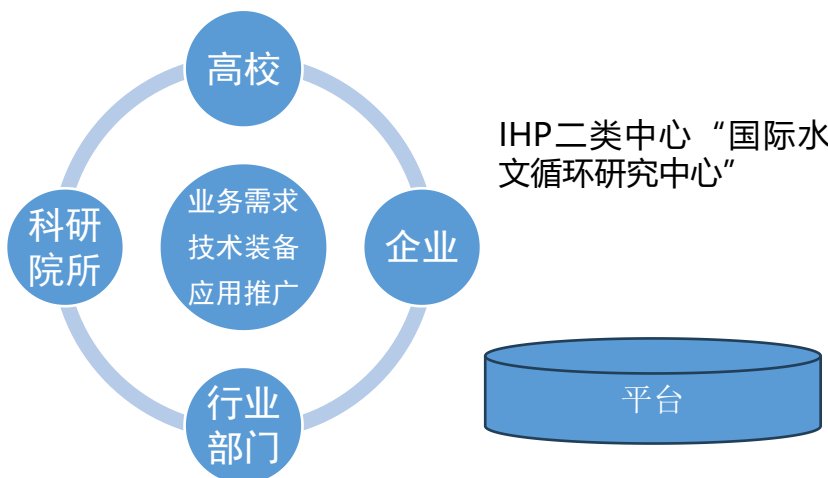 高校
IHP二类中心“国际水
文循环研究中心”
科研
院所
业务需求
技术装备
应用推广
企业
平台
行业
部门